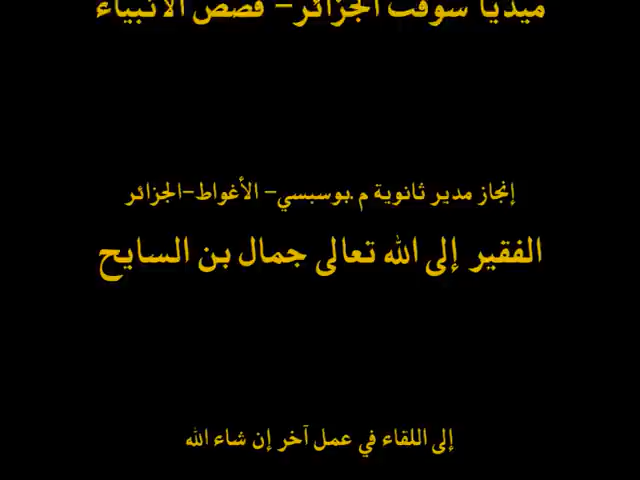 ميديا سوفت الجزائر- قصص الأنبياء
إنجاز مدير ثانوية م.بوسبسي- الأغواط-الجزائر
الفقير إلى الله تعالى جمال بن السايح
إلى اللقاء في عمل آخر إن شاء الله